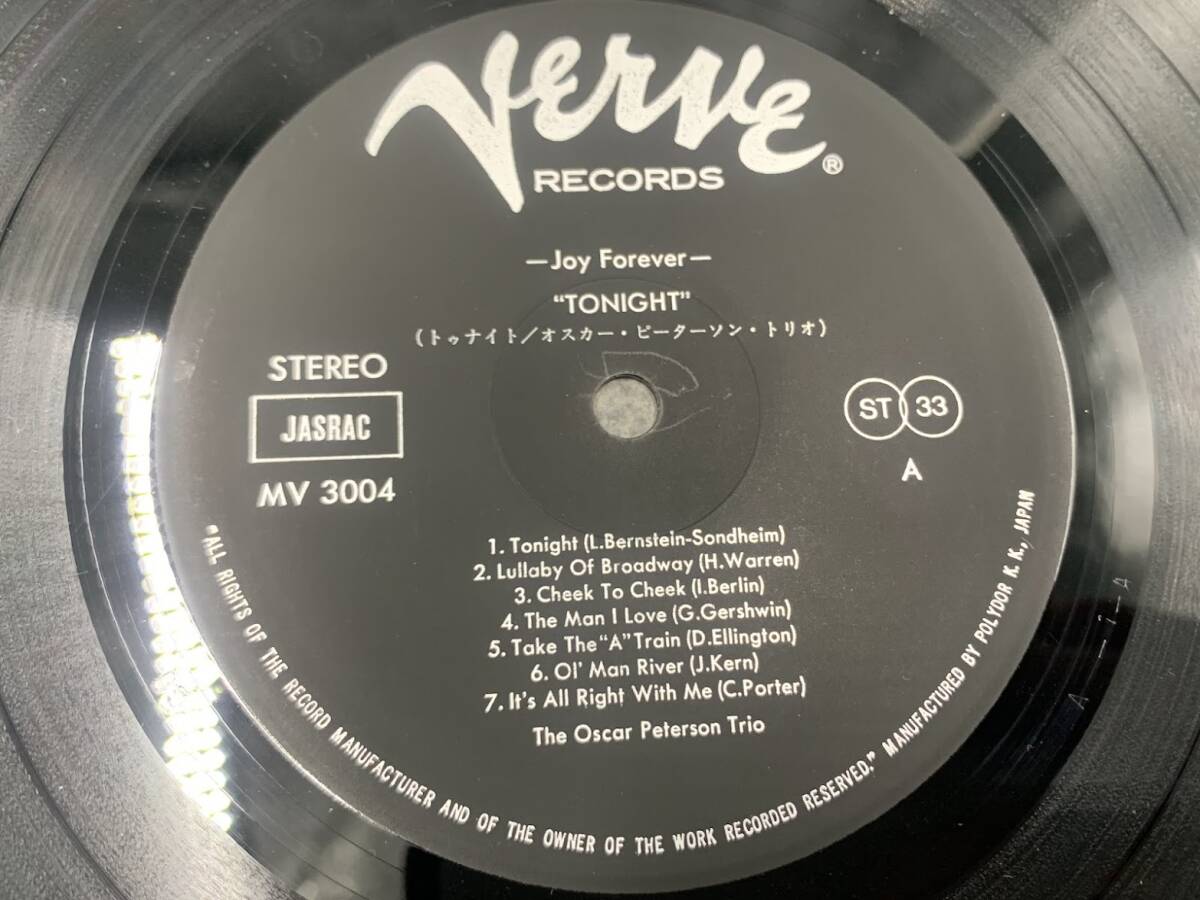 VERVE
RECORDS ®
—Joy Forever—
"TONIGHT"
(トゥナイト/オスカー・ピーターソン・トリオ)
STEREO
JASRAC
MV 3004
ST 33
A
1. Tonight (L.Bernstein-Sondheim)
2. Lullaby Of Broadway (H.Warren)
3. Cheek To Cheek (I.Berlin)
4. The Man I Love (G.Gershwin)
5. Take The "A" Train (D.Ellington)
6. Ol' Man River (J.Kern)
7. It's All Right With Me (C.Porter)
The Oscar Peterson Trio
"ALL RIGHTS OF THE RECORD MANUFACTURER AND OF THE OWNER OF THE WORK RECORDED RESERVED." MANUFACTURED BY POLYDOR K. K., JAPAN
A — 1 — A